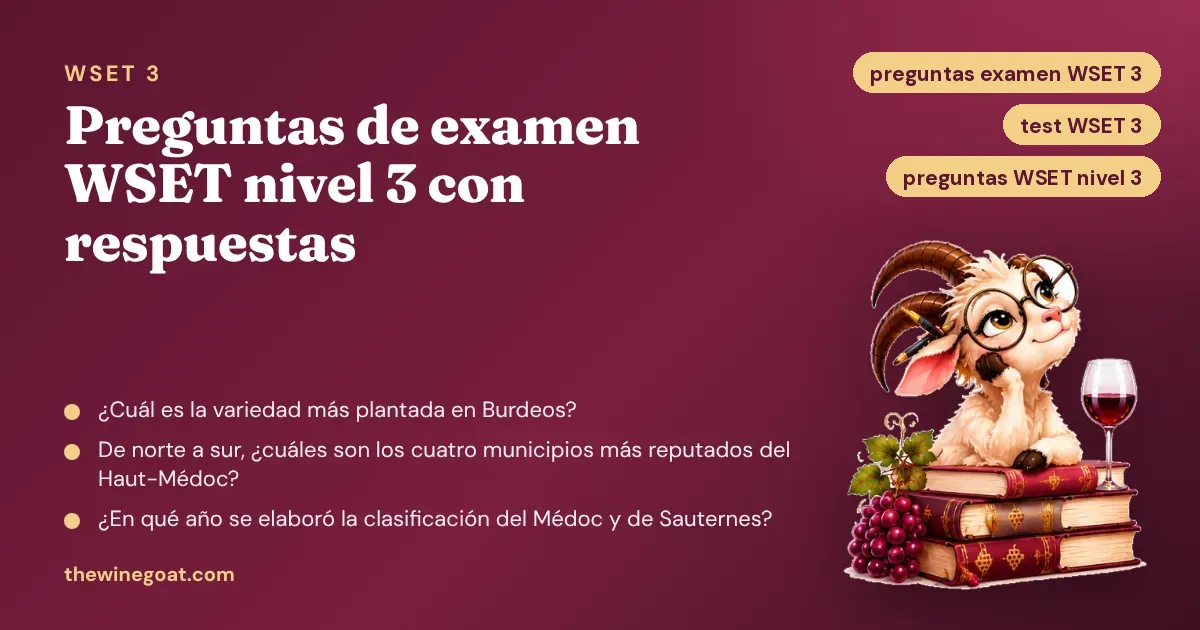 WSET 3
Preguntas de examen
WSET nivel 3 con
respuestas
preguntas examen WSET 3
test WSET 3
preguntas WSET nivel 3
¿Cuál es la variedad más plantada en Burdeos?
De norte a sur, ¿cuáles son los cuatro municipios más reputados del
Haut-Médoc?
¿En qué año se elaboró la clasificación del Médoc y de Sauternes?
thewinegoat.com